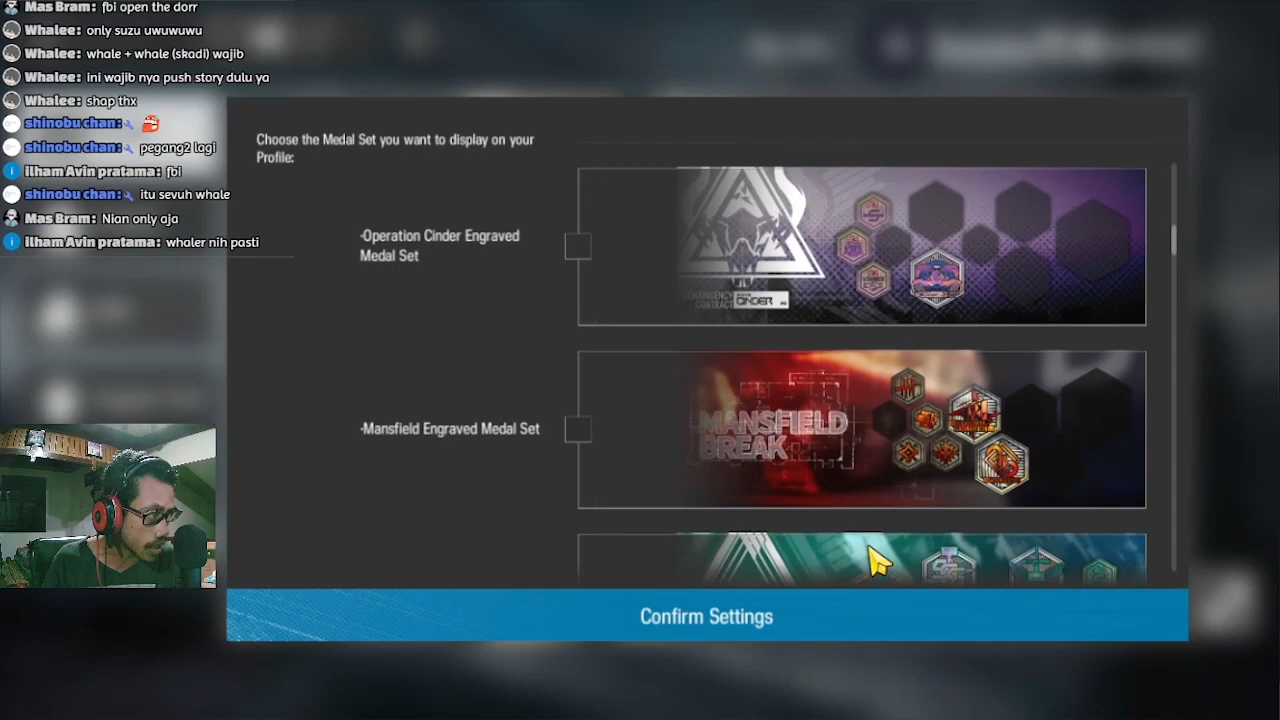 Mas Bram: fbi open the dorr
Whalee: only suzu uwuwuwu
Whalee: whale + whale (skadi) wajib
Whalee: ini wajib nya push story dulu ya
Whalee: shap thx
shinobu chan:
shinobu chan: pegang2 lagi
ilham Avin pratama: fbi
shinobu chan: itu sevuh whale
Mas Bram: Nian only aja
ilham Avin pratama: whaler nih pasti
Choose the Medal Set you want to display on your
Profile:
-Operation Cinder Engraved
Medal Set
CONTINGENCY
CONTRACT
CINDER
-Mansfield Engraved Medal Set
MANSFIELD
BREAK
Confirm Settings